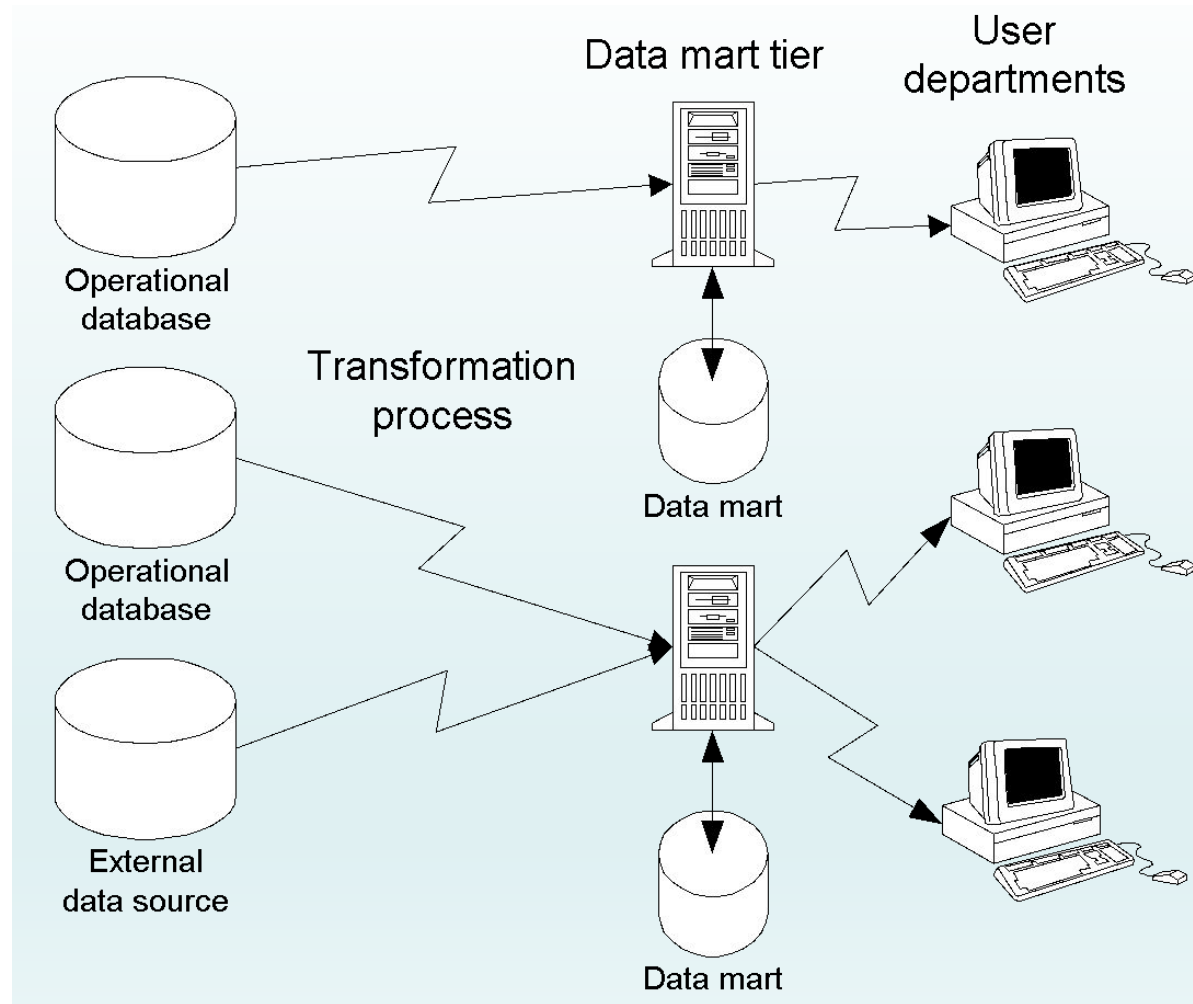 Data mart tier
User
departments
Operational
database
Transformation
process
Data mart
Operational
database
External
data source
Data mart